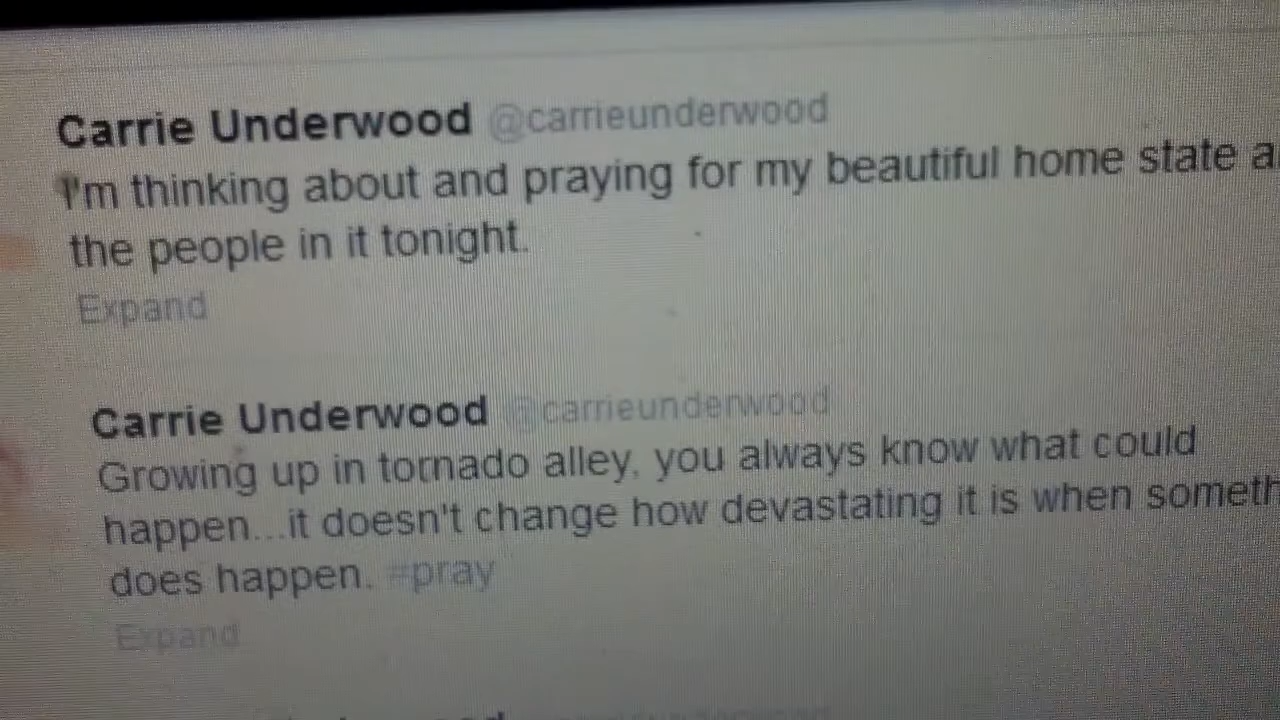 Carrie Underwood @carrieunderwood
I'm thinking about and praying for my beautiful home state a
the people in it tonight.
Expand
Carrie Underwood @carrieunderwood
Growing up in tornado alley, you always know what could
happen...it doesn't change how devastating it is when someth
does happen. #pray
Expand